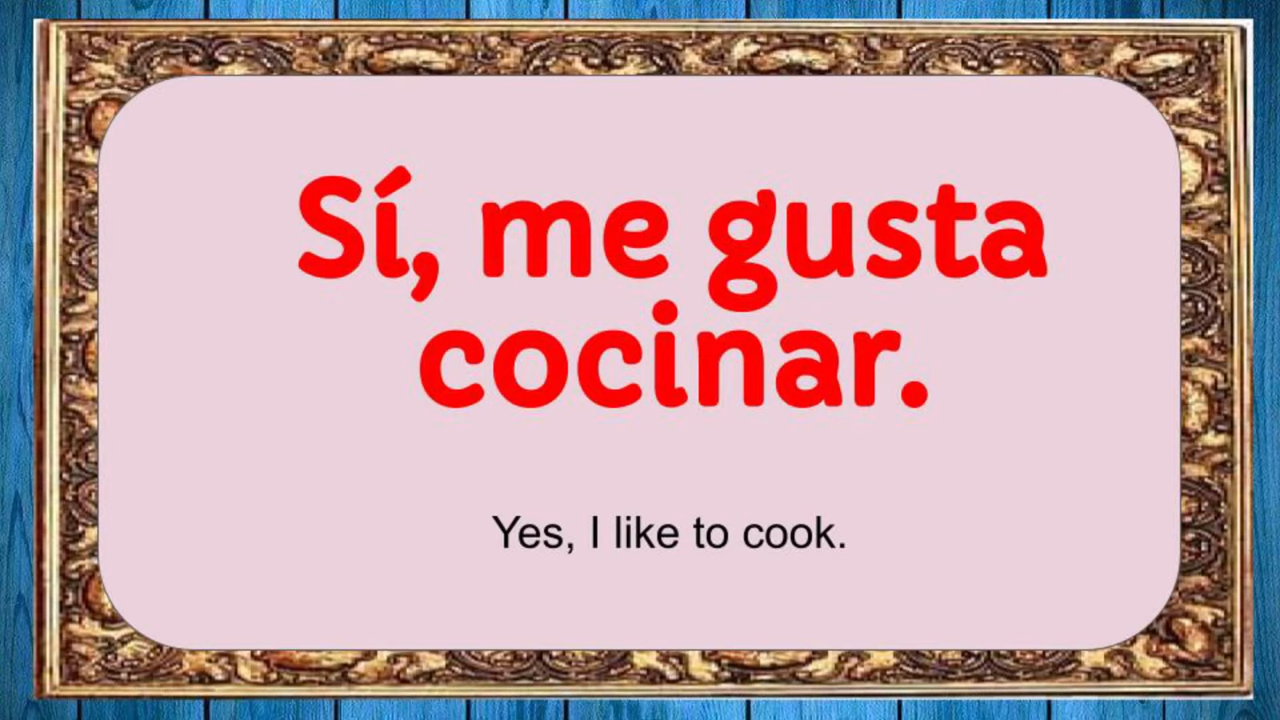 Sí, me gusta
cocinar.
Yes, I like to cook.